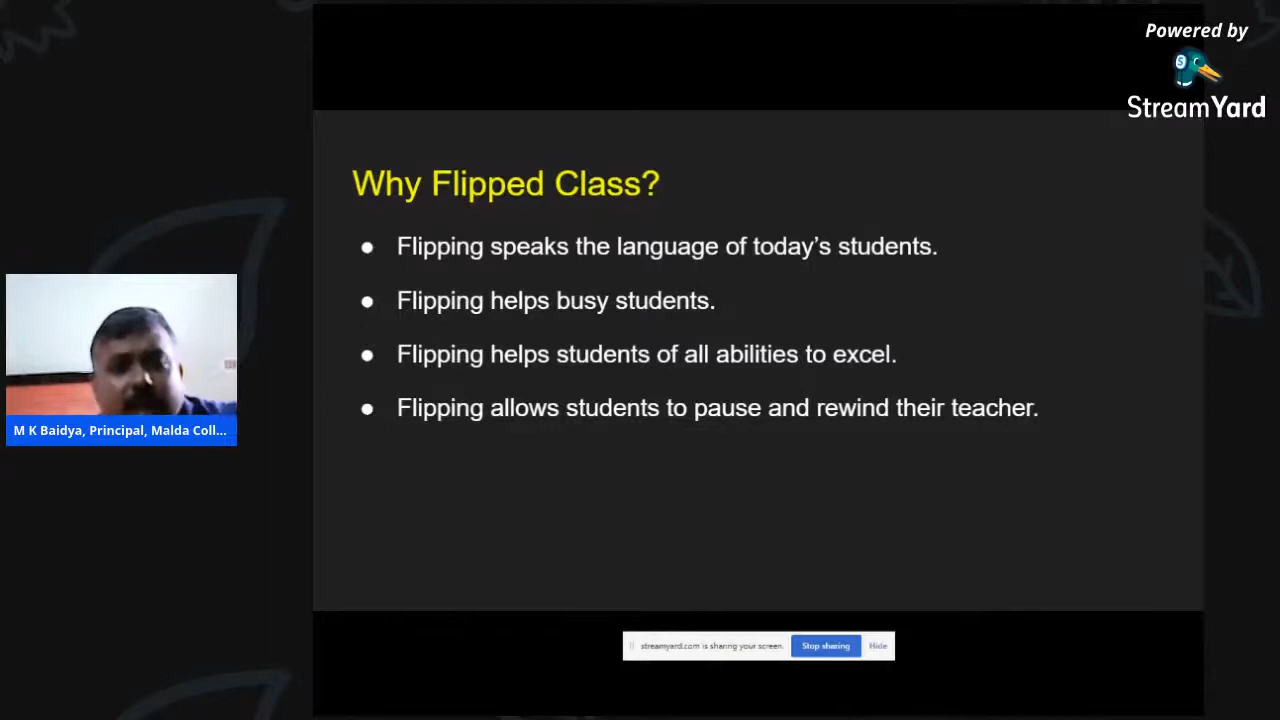 Powered by
StreamYard
Why Flipped Class?
● Flipping speaks the language of today’s students.
● Flipping helps busy students.
● Flipping helps students of all abilities to excel.
● Flipping allows students to pause and rewind their teacher.
M K Baidya, Principal, Malda Coll...
streamyard.com is sharing your screen. Stop sharing Hide